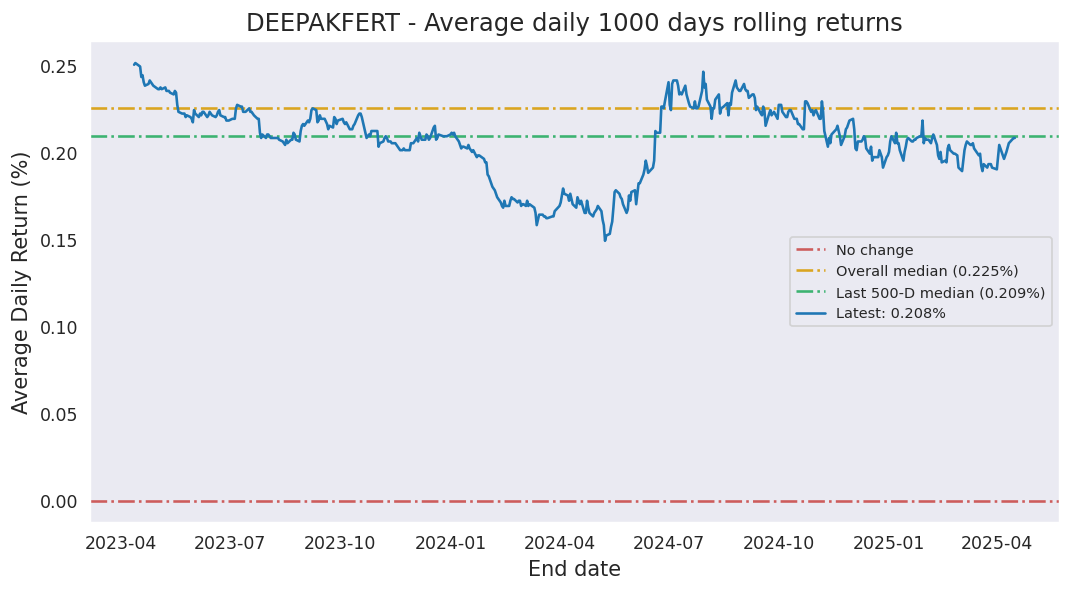 DEEPAKFERT - Average daily 1000 days rolling returns
Average Daily Return (%)
0.25
0.20
0.15
0.10
0.05
0.00
No change
Overall median (0.225%)
Last 500-D median (0.209%)
Latest: 0.208%
2023-04 2023-07 2023-10 2024-01 2024-04 2024-07 2024-10 2025-01 2025-04
End date